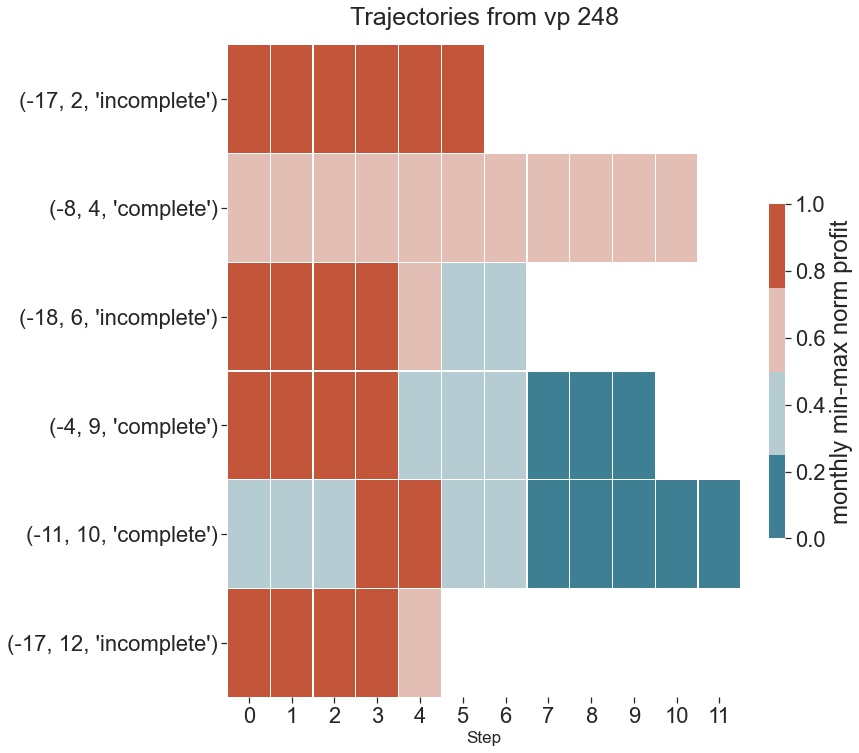 Trajectories from vp 248
(-17, 2, 'incomplete')
(-8, 4, 'complete')
(-18, 6, 'incomplete')
(-4, 9, 'complete')
(-11, 10, 'complete')
(-17, 12, 'incomplete')
0 1 2 3 4 5 6 7 8 9 10 11
Step
1.0
0.8
0.6
0.4
0.2
0.0
monthly min-max norm profit